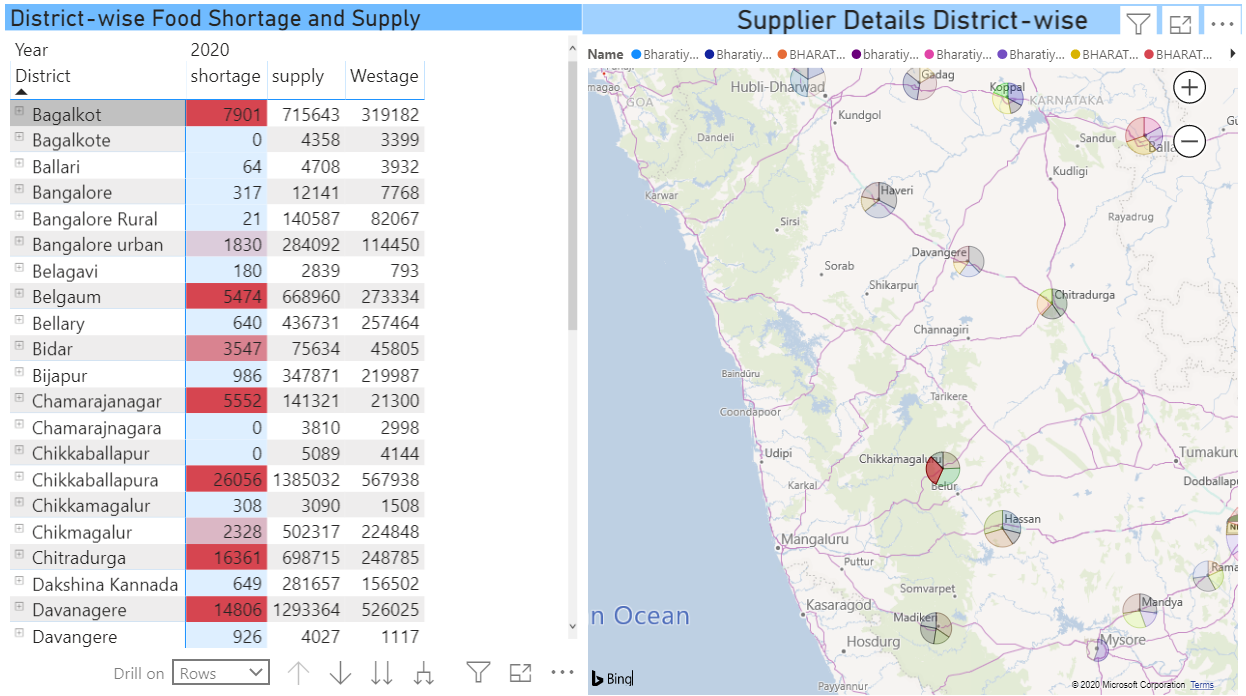 District-wise Food Shortage and Supply
Year 2020
District shortage supply Westage
Bagalkot 7901 715643 319182
Bagalkote 0 4358 3399
Ballari 64 4708 3932
Bangalore 317 12141 7768
Bangalore Rural 21 140587 82067
Bangalore urban 1830 284092 114450
Belagavi 180 2839 793
Belgaum 5474 668960 273334
Bellary 640 436731 257464
Bidar 3547 75634 45805
Bijapur 986 347871 219987
Chamarajanagar 5552 141321 21300
Chamarajnagara 0 3810 2998
Chikkaballapur 0 5089 4144
Chikkaballapura 26056 1385032 567938
Chikkamagalur 308 3090 1508
Chikmagalur 2328 502317 224848
Chitradurga 16361 698715 248785
Dakshina Kannada 649 281657 156502
Davanagere 14806 1293364 526025
Davangere 926 4027 1117
Drill on Rows
Supplier Details District-wise
Name Bharatiy... Bharatiy... BHARAT... bharatiy... Bharatiy... Bharatiy... BHARAT... BHARAT...
Hubli-Dharwad
Gadag
Koppal
KARNATAKA
GOA
Kundgol
Dandeli
Sandur
Kudligi
Karwar
Haveri
Sirsi
Rayadrug
Davangere
Sorab
Shikarpur
Chitradurga
Channagiri
Baindūru
Tarikere
Coondapoor
Udipi
Chikkamagaluru
Tumakuru
Belur
Karkal
Dodballapu
Hassan
Mangaluru
Puttur
Rama
Somvarpet
Kasaragod
n Ocean
Mandya
Madikeri
Hosdurg
Mysore
Payyannur
Bing
© 2020 Microsoft Corporation Terms